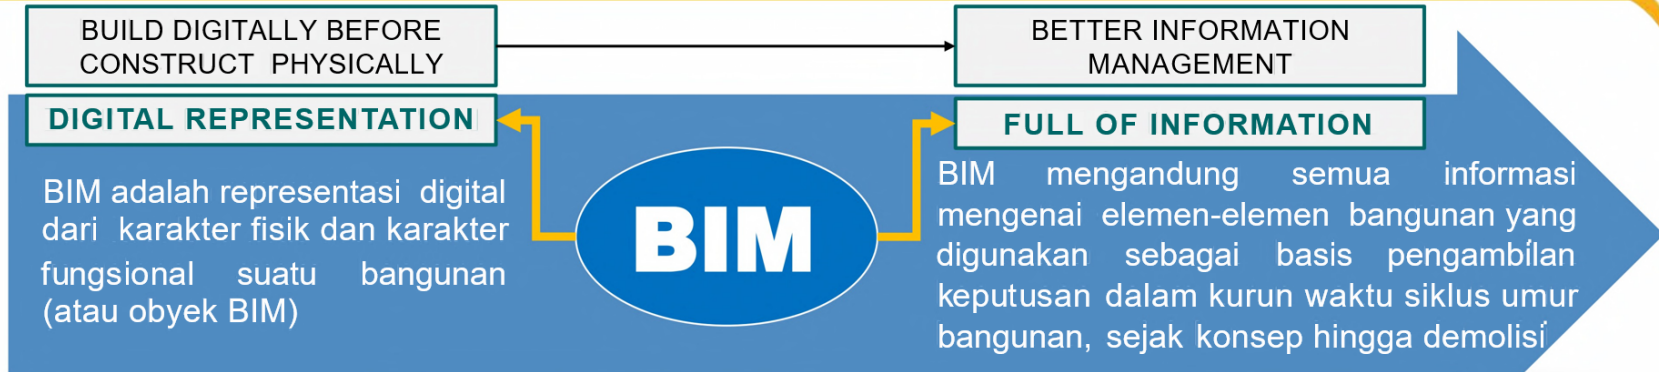 BUILD DIGITALLY BEFORE
CONSTRUCT PHYSICALLY
BETTER INFORMATION
MANAGEMENT
DIGITAL REPRESENTATION
FULL OF INFORMATION
BIM adalah representasi digital
dari karakter fisik dan karakter
fungsional suatu bangunan
(atau obyek BIM)
BIM
BIM mengandung semua informasi
mengenai elemen-elemen bangunan yang
digunakan sebagai basis pengambilan
keputusan dalam kurun waktu siklus umur
bangunan, sejak konsep hingga demolisi